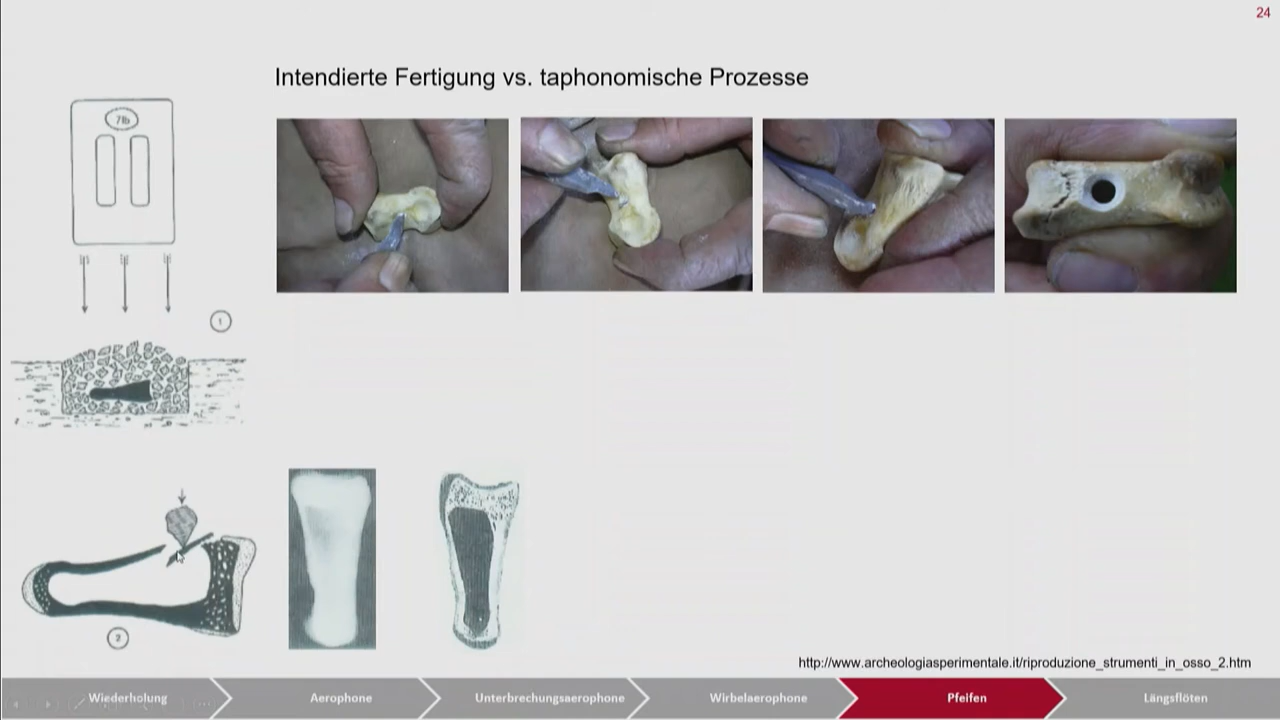 24
Intendierte Fertigung vs. taphonomische Prozesse
71b
1
2
http://www.archeologiasperimentale.it/riproduzione_strumenti_in_osso_2.htm
Wiederholung
Aerophone
Unterbrechungsaerophone
Wirbelaerophone
Pfeifen
Längsflöten